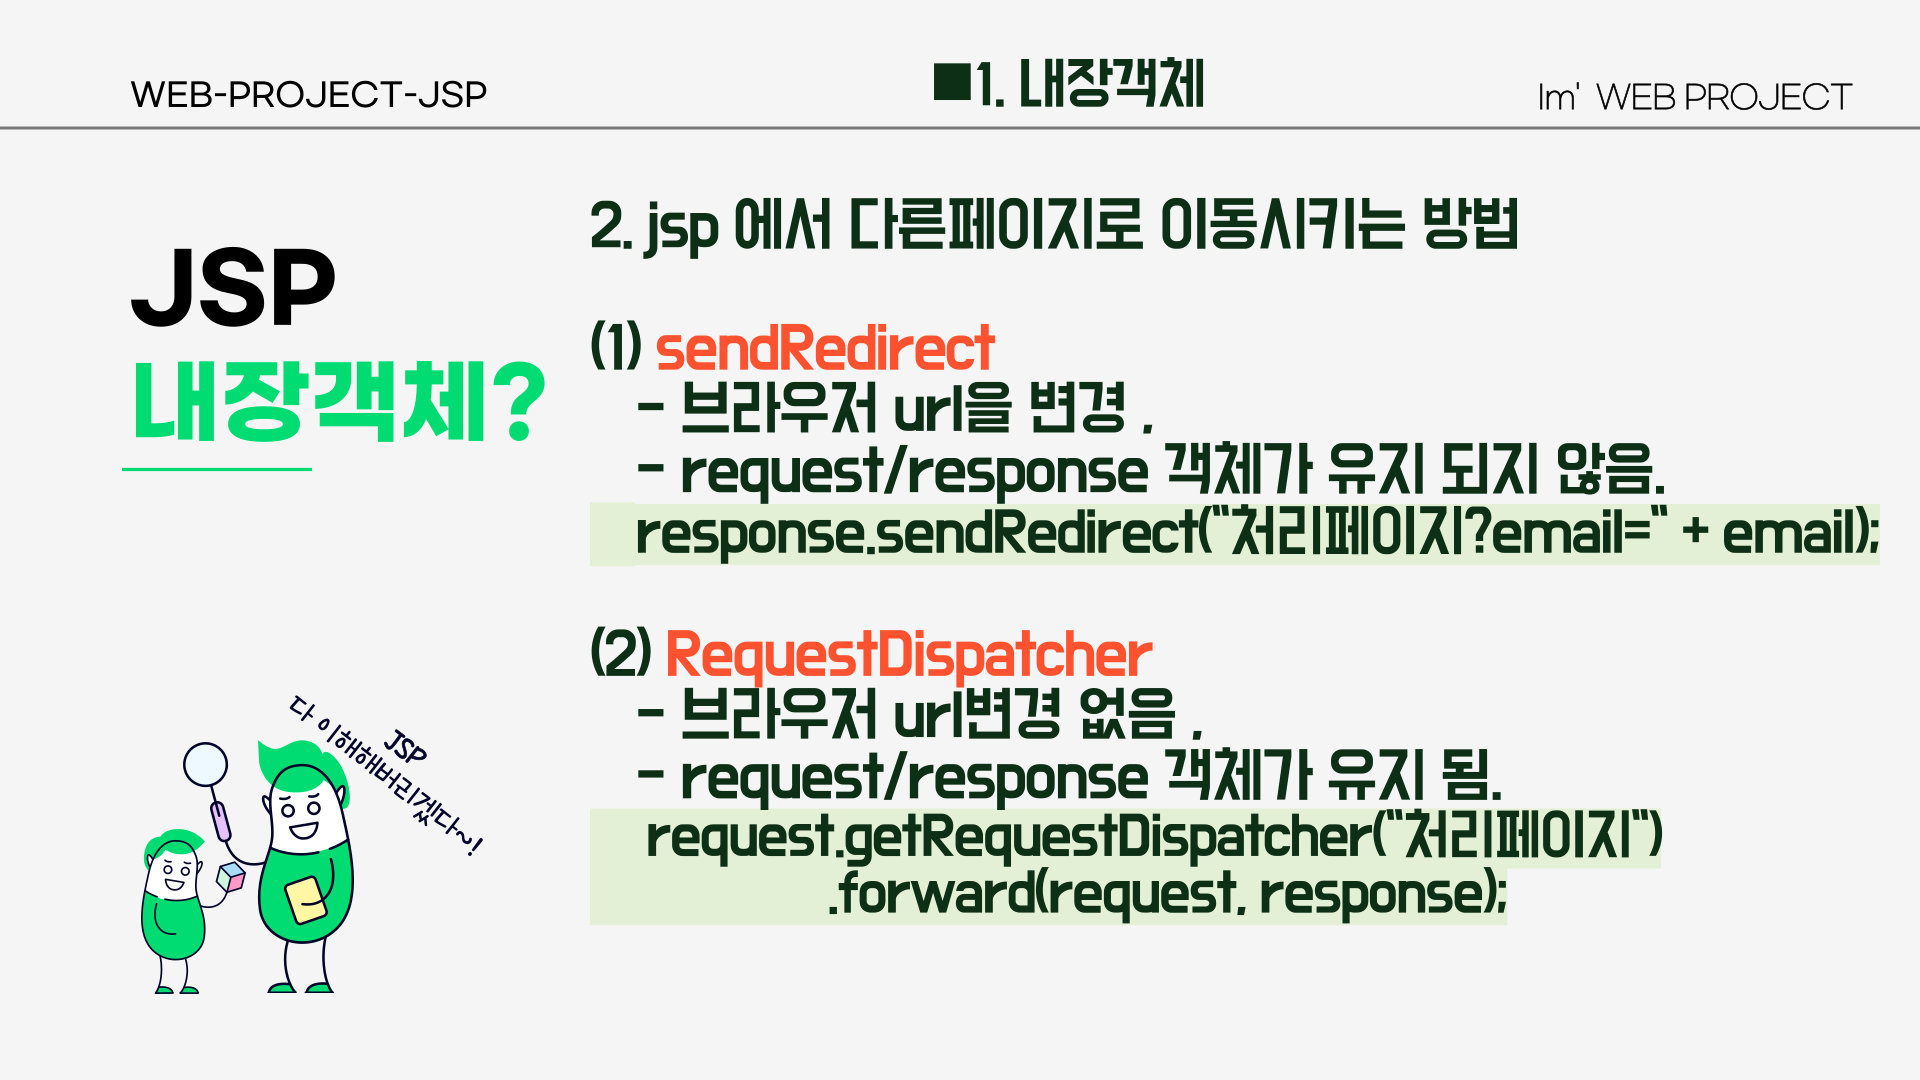 WEB-PROJECT-JSP
■1. 내장객체
Im' WEB PROJECT
JSP
내장객체?
2. jsp 에서 다른페이지로 이동시키는 방법
(1) sendRedirect
- 브라우저 url을 변경 ,
- request/response 객체가 유지 되지 않음.
response.sendRedirect("처리페이지?email=" + email);
(2) RequestDispatcher
- 브라우저 url변경 없음 ,
- request/response 객체가 유지 됨.
request.getRequestDispatcher("처리페이지")
.forward(request, response);
JSP
다 이해해버리겠다~!